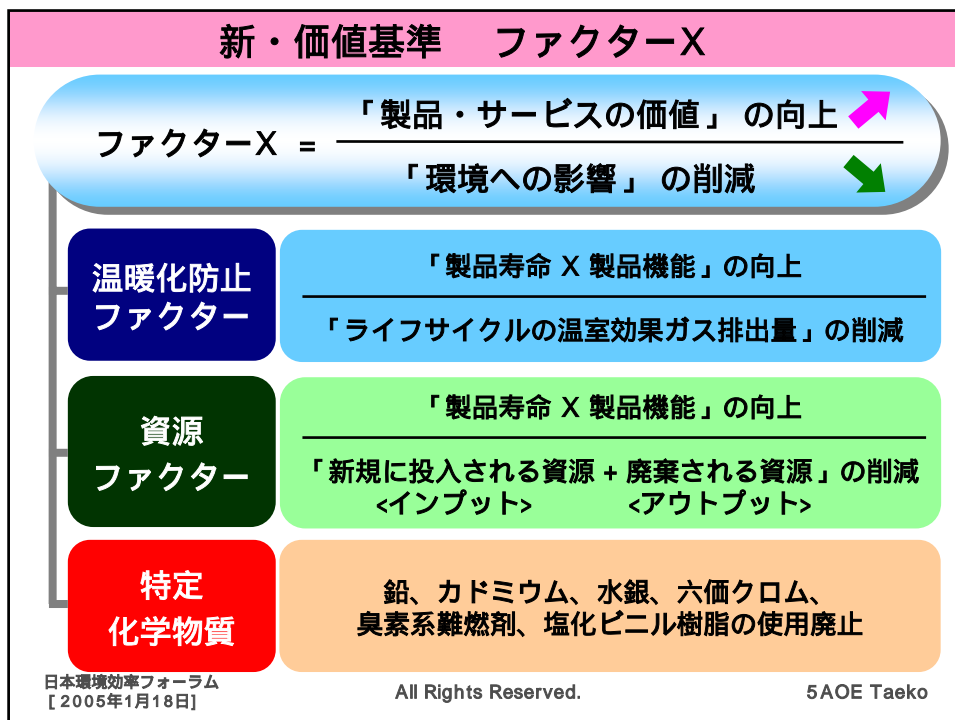 新・価値基準 ファクターX
「製品・サービスの価値」の向上
ファクターX =
「環境への影響」の削減
温暖化防止
ファクター
「製品寿命 X 製品機能」の向上
「ライフサイクルの温室効果ガス排出量」の削減
資源
ファクター
「製品寿命 X 製品機能」の向上
「新規に投入される資源 + 廃棄される資源」の削減
<インプット> <アウトプット>
特定
化学物質
鉛、カドミウム、水銀、六価クロム、
臭素系難燃剤、塩化ビニル樹脂の使用廃止
日本環境効率フォーラム
[ 2005年1月18日]
All Rights Reserved.
5AOE Taeko